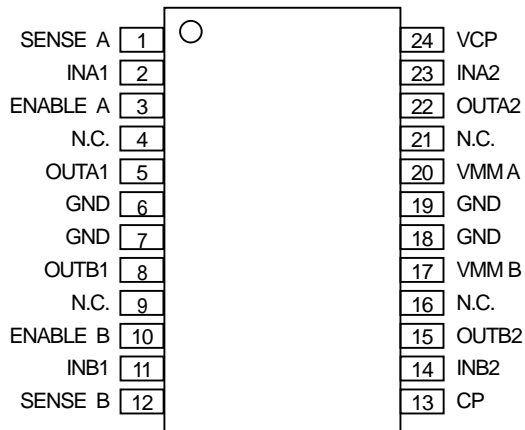 SENSE A 1 24 VCP
INA1 2 23 INA2
ENABLE A 3 22 OUTA2
N.C. 4 21 N.C.
OUTA1 5 20 VMM A
GND 6 19 GND
GND 7 18 GND
OUTB1 8 17 VMM B
N.C. 9 16 N.C.
ENABLE B 10 15 OUTB2
INB1 11 14 INB2
SENSE B 12 13 CP